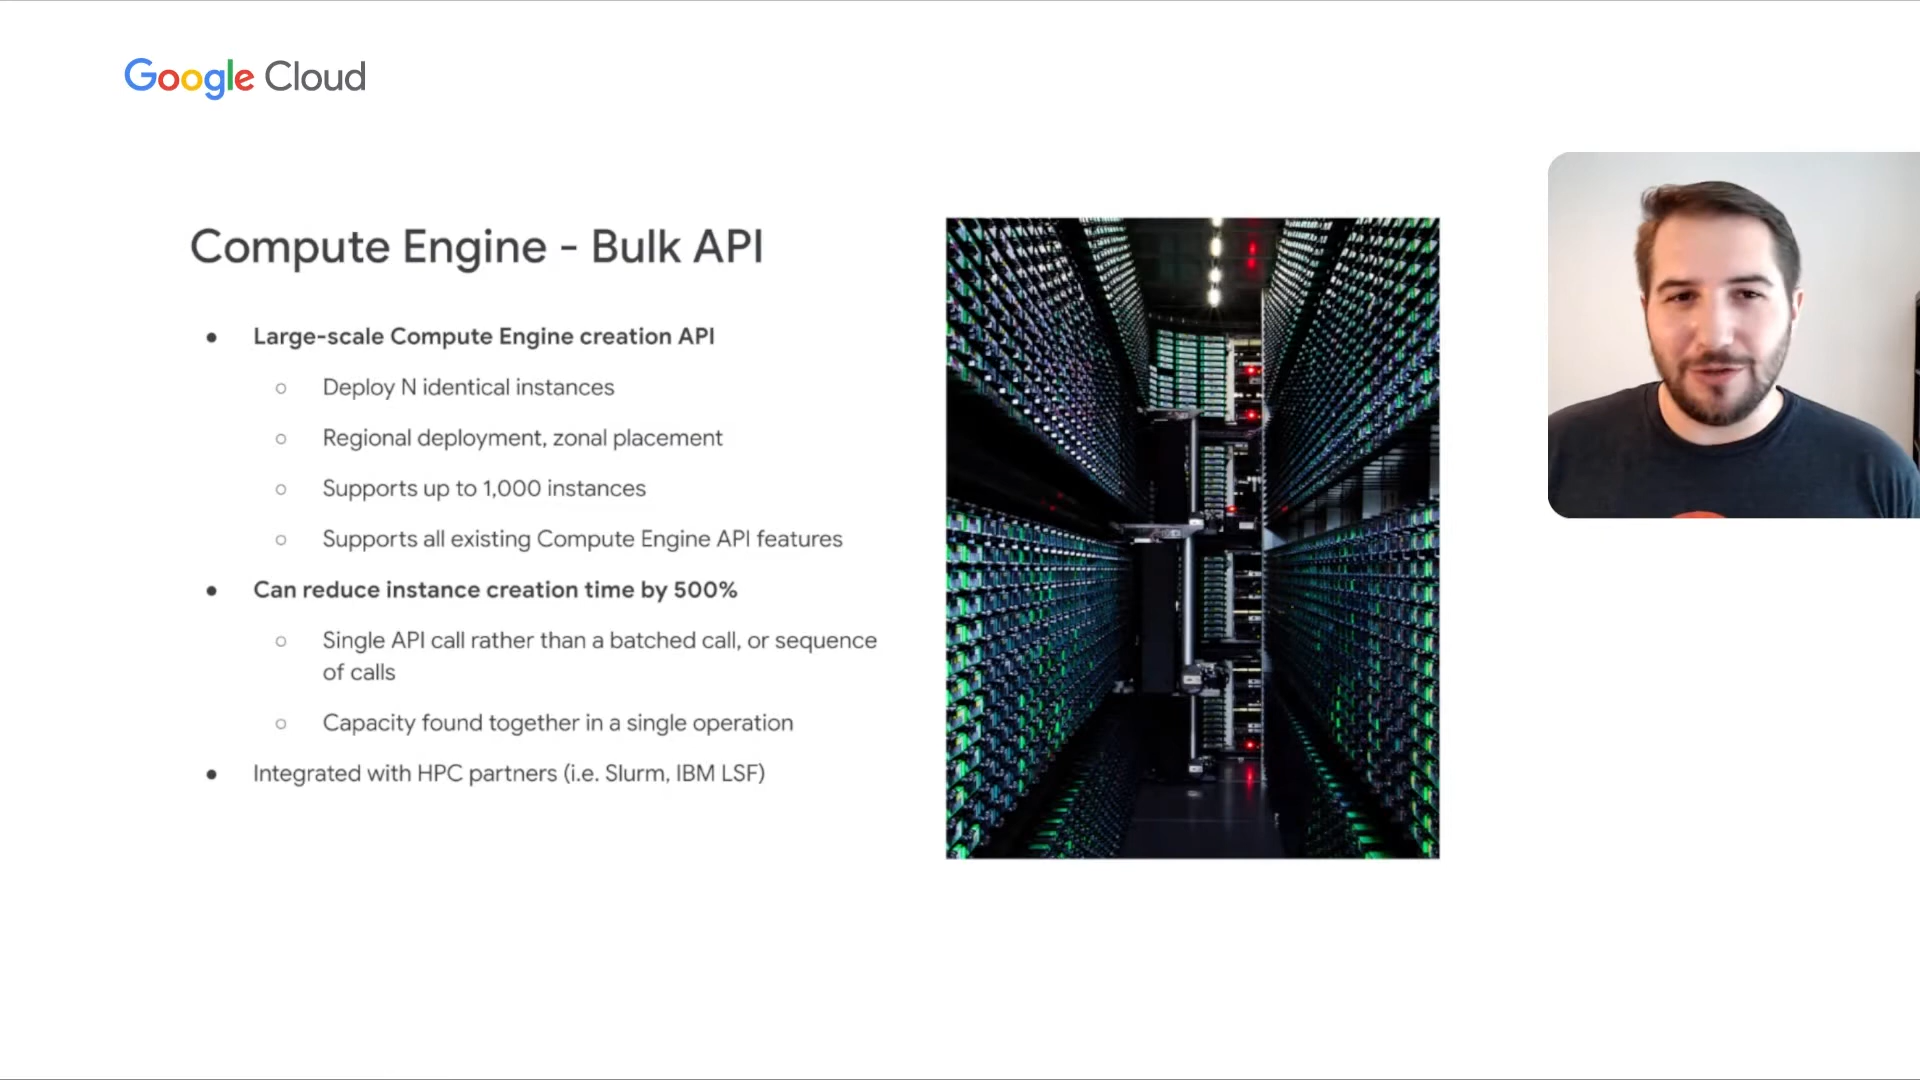 Google Cloud
Compute Engine - Bulk API
● Large-scale Compute Engine creation API
○ Deploy N identical instances
○ Regional deployment, zonal placement
○ Supports up to 1,000 instances
○ Supports all existing Compute Engine API features
● Can reduce instance creation time by 500%
○ Single API call rather than a batched call, or sequence
of calls
○ Capacity found together in a single operation
● Integrated with HPC partners (i.e. Slurm, IBM LSF)